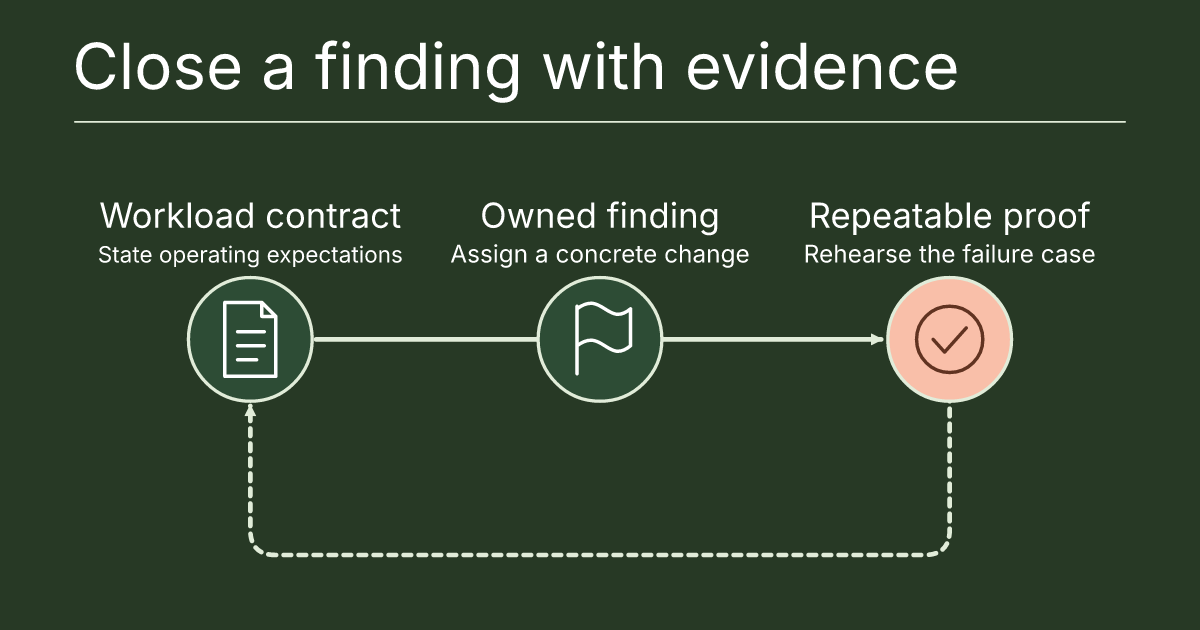 Close a finding with evidence
Workload contract
State operating expectations
Owned finding
Assign a concrete change
Repeatable proof
Rehearse the failure case